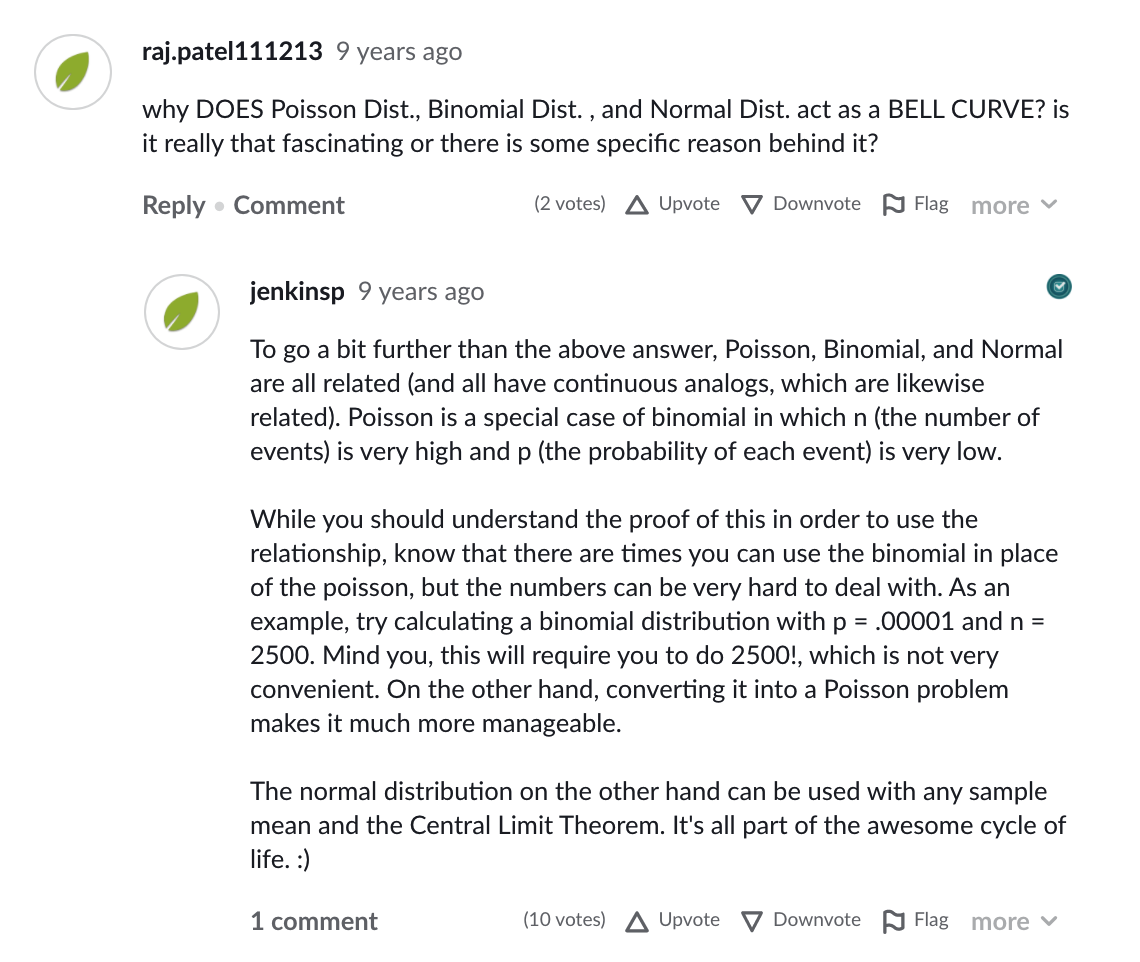 raj.patel111213 9 years ago
why DOES Poisson Dist., Binomial Dist. , and Normal Dist. act as a BELL CURVE? is
it really that fascinating or there is some specific reason behind it?
Reply • Comment (2 votes) Upvote Downvote Flag more
jenkinsp 9 years ago
To go a bit further than the above answer, Poisson, Binomial, and Normal
are all related (and all have continuous analogs, which are likewise
related). Poisson is a special case of binomial in which n (the number of
events) is very high and p (the probability of each event) is very low.
While you should understand the proof of this in order to use the
relationship, know that there are times you can use the binomial in place
of the poisson, but the numbers can be very hard to deal with. As an
example, try calculating a binomial distribution with p = .00001 and n =
2500. Mind you, this will require you to do 2500!, which is not very
convenient. On the other hand, converting it into a Poisson problem
makes it much more manageable.
The normal distribution on the other hand can be used with any sample
mean and the Central Limit Theorem. It's all part of the awesome cycle of
life. :)
1 comment (10 votes) Upvote Downvote Flag more